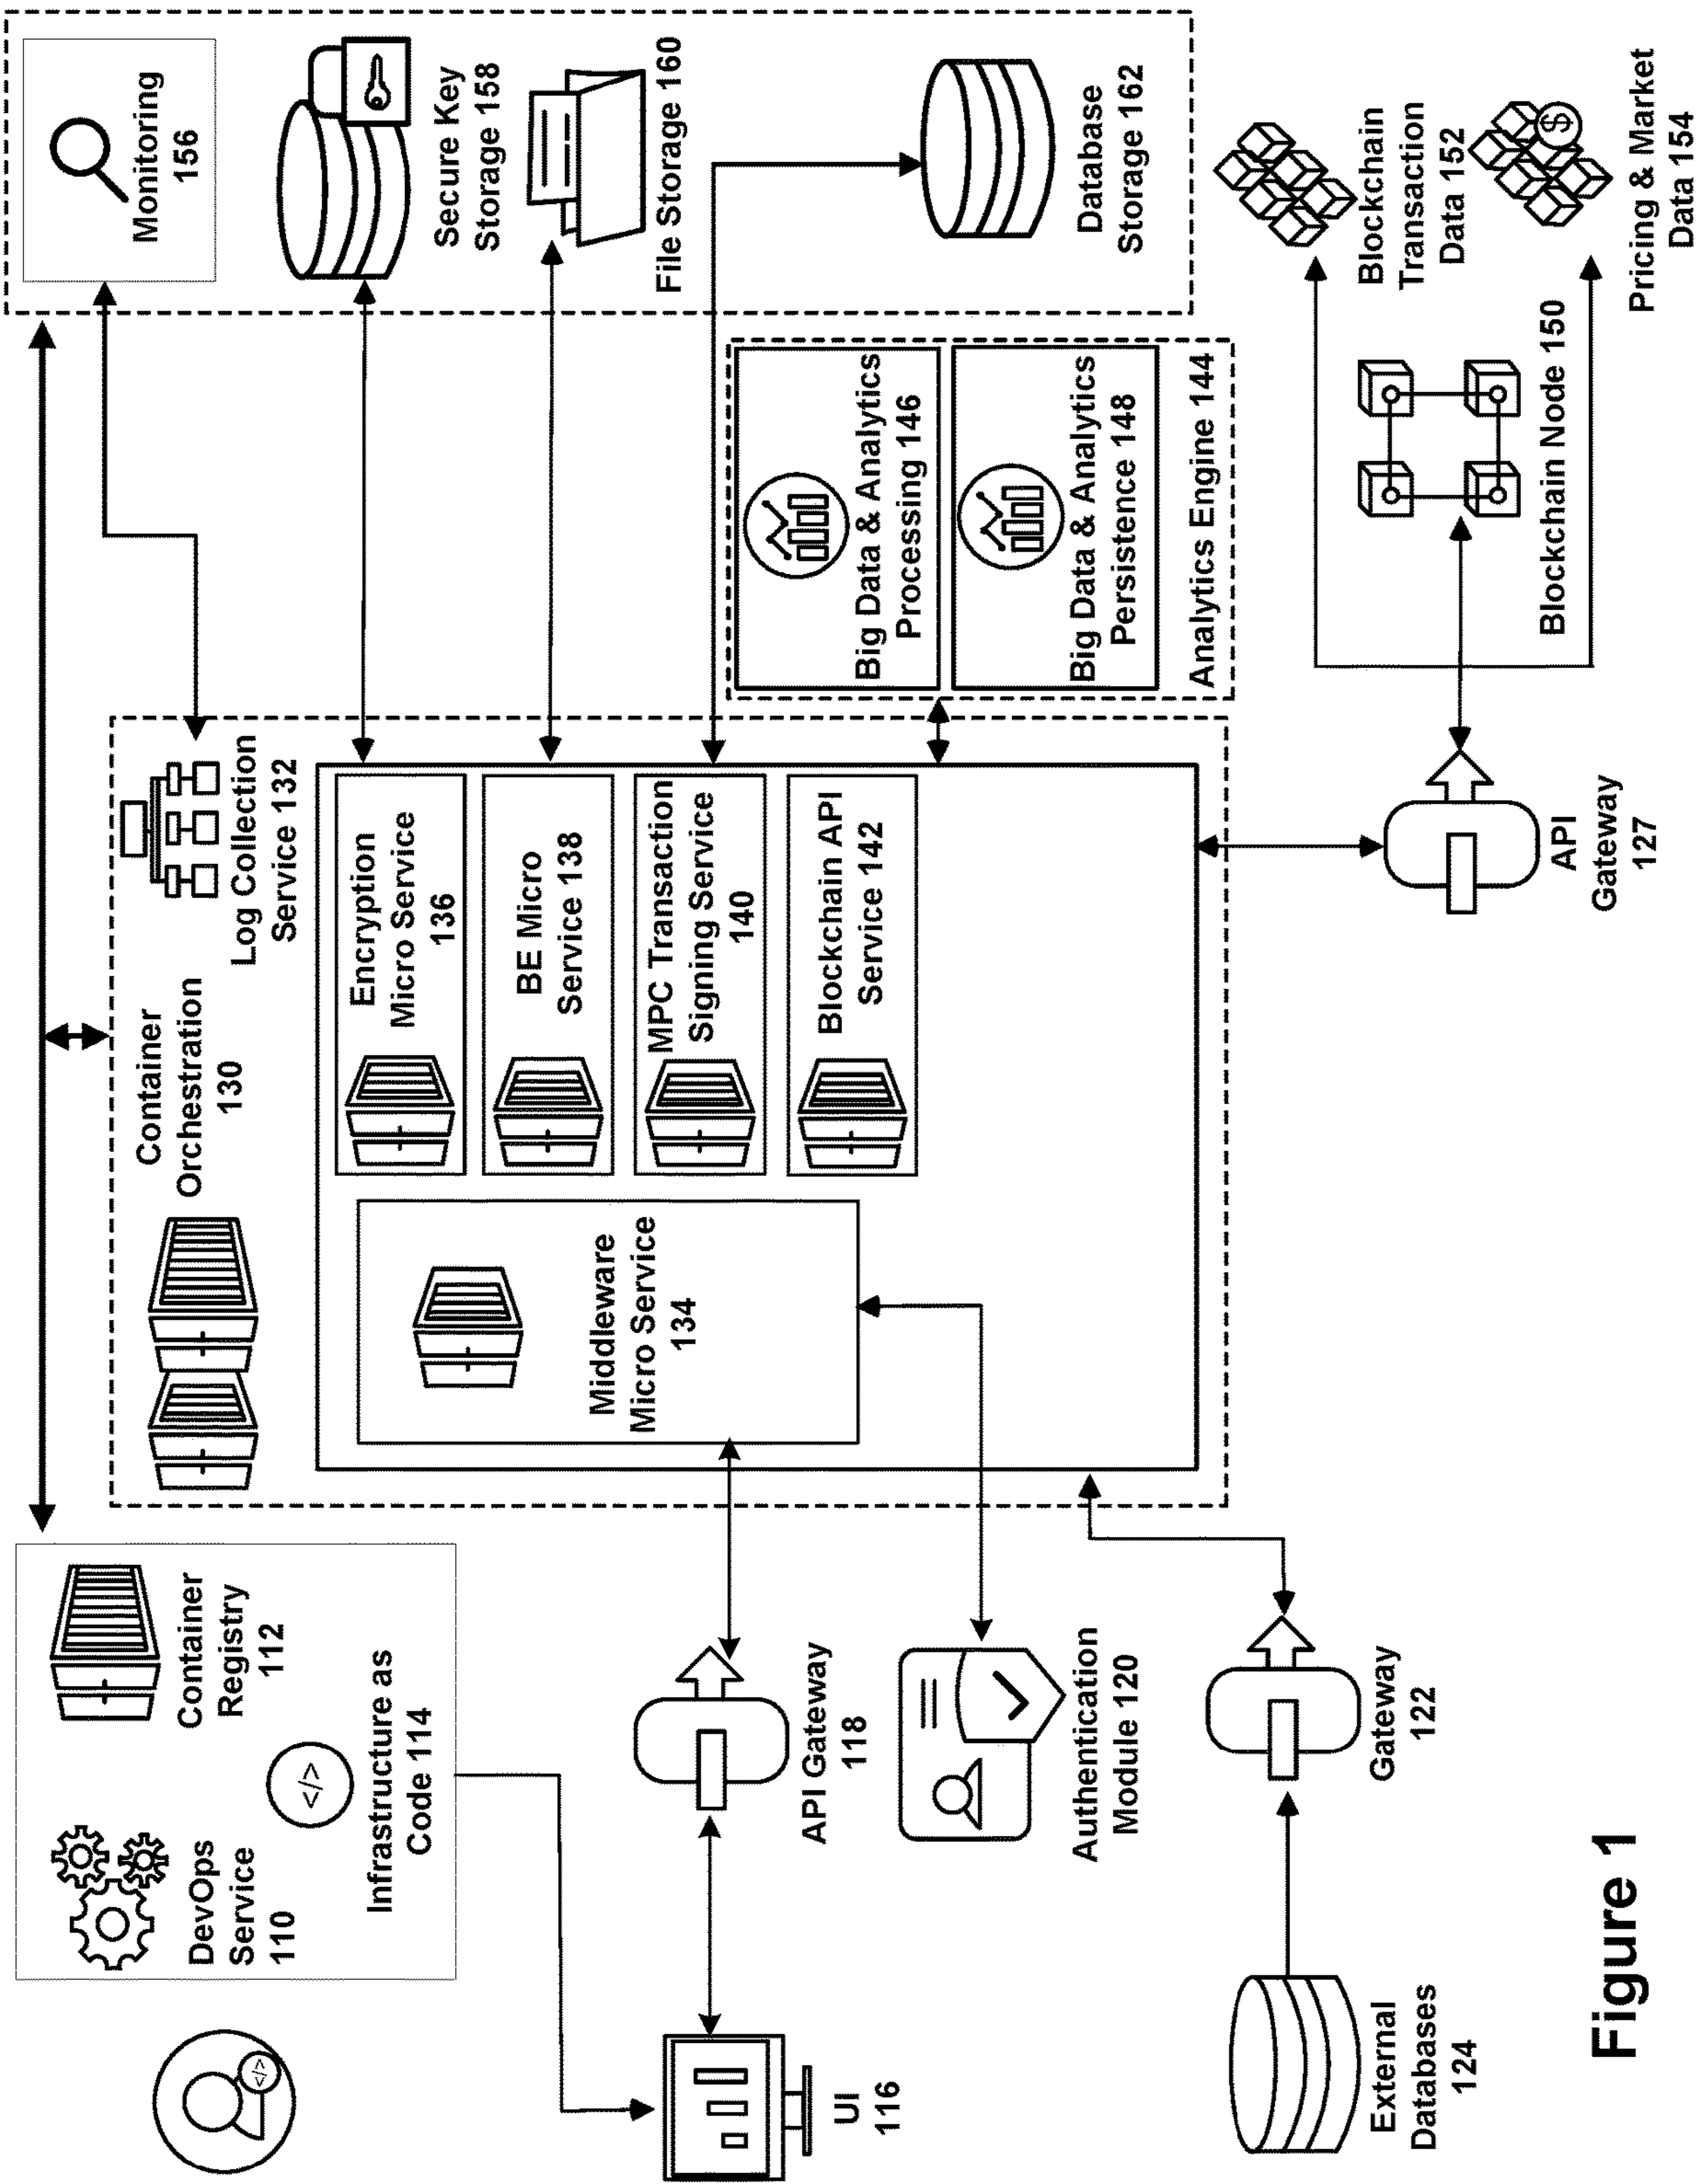 DevOps
Service
110
Container
Registry
112
Infrastructure as
Code 114
</>
</>
UI
116
API Gateway
118
Authentication
Module 120
External
Databases
124
Gateway
122
Container
Orchestration
130
Log Collection
Service 132
Middleware
Micro Service
134
Encryption
Micro Service
136
BE Micro
Service 138
MPC Transaction
Signing Service
140
Blockchain API
Service 142
API
Gateway
127
Big Data & Analytics
Processing 146
Big Data & Analytics
Persistence 148
Analytics Engine 144
Blockchain Node 150
Monitoring
156
Secure Key
Storage 158
File Storage 160
Database
Storage 162
Blockchain
Transaction
Data 152
$
Pricing & Market
Data 154
Figure 1